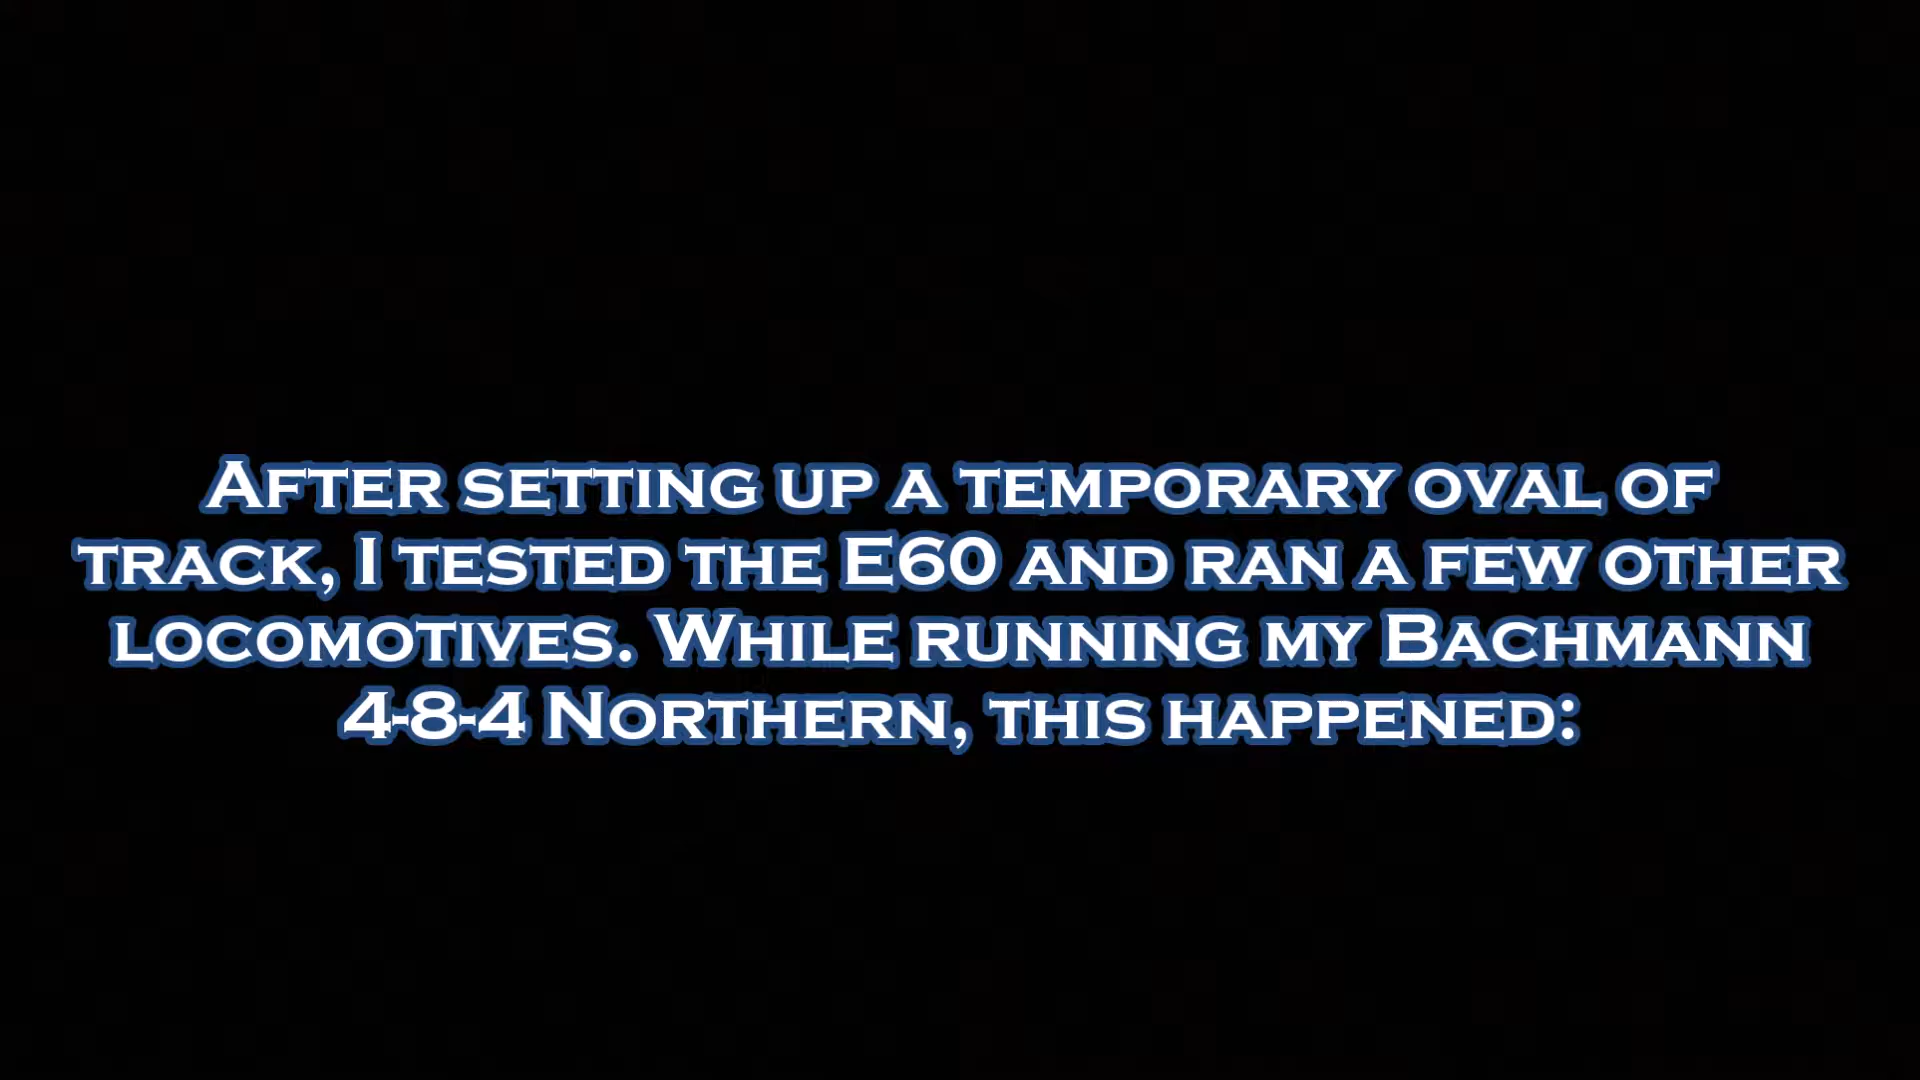 After setting up a temporary oval of
track, I tested the E60 and ran a few other
locomotives. While running my Bachmann
4-8-4 Northern, this happened: